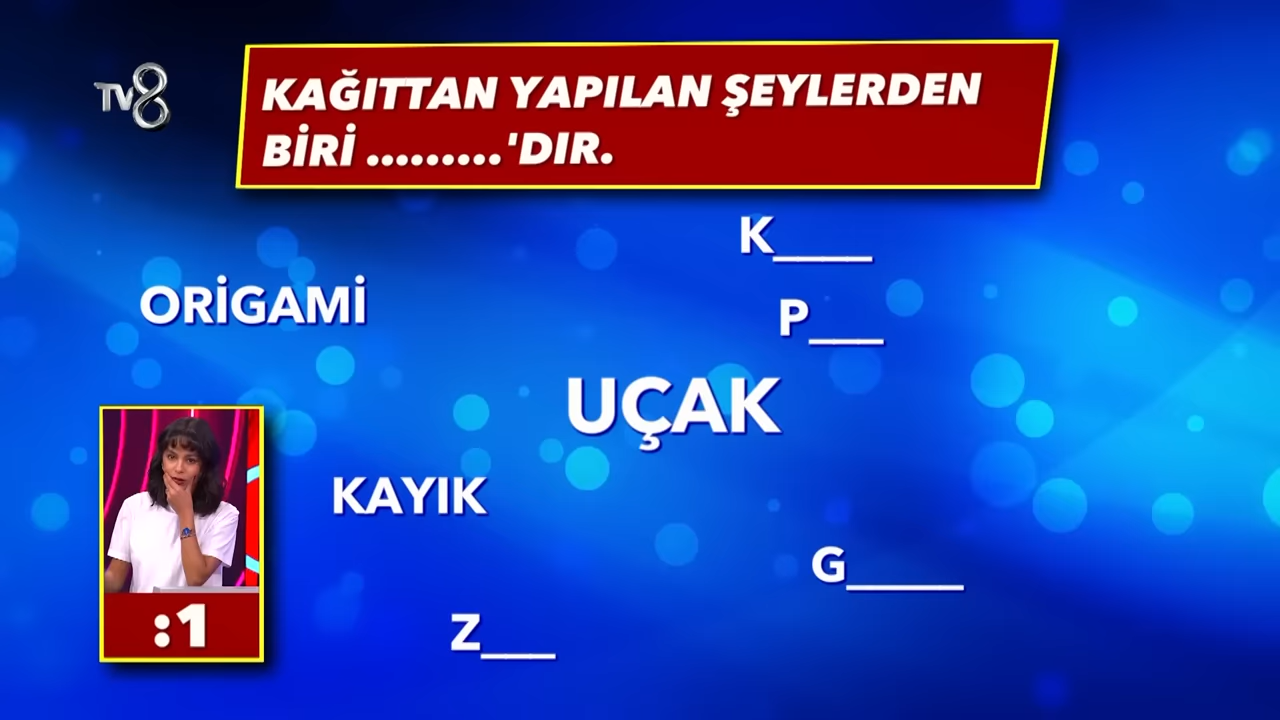 TV8
KAĞITTAN YAPILAN ŞEYLERDEN
BİRİ .........'DIR.
K____
ORİGAMİ
P___
UÇAK
KAYIK
G_____
:1
Z___